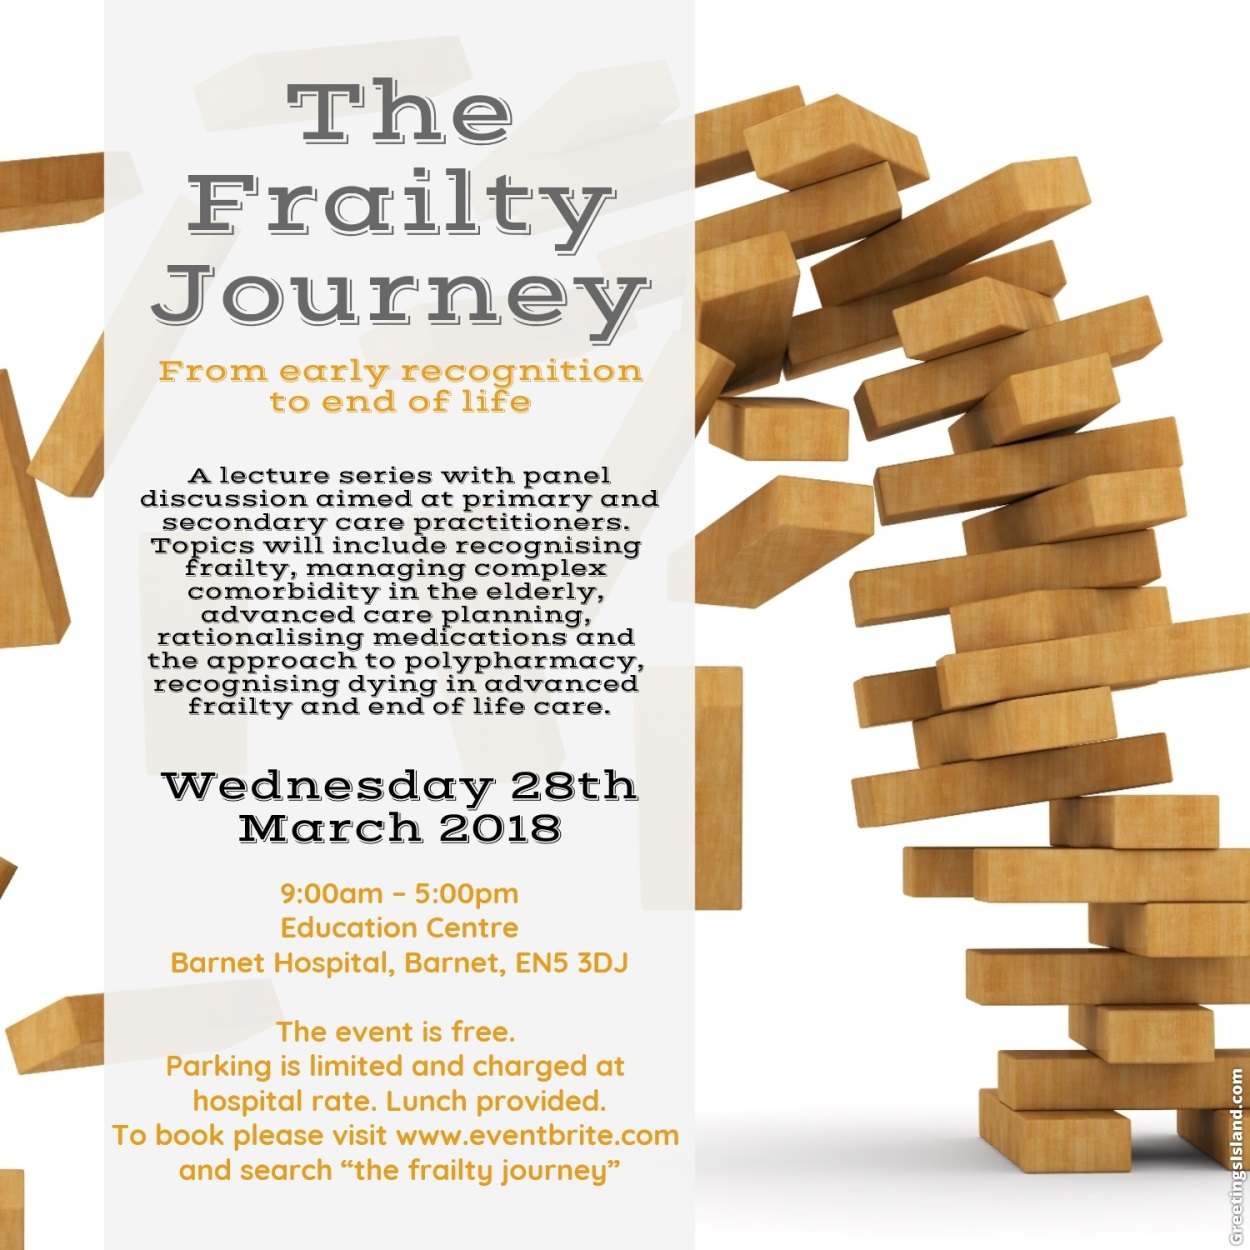 The
Frailty
Journey
From early recognition
to end of life
A lecture series with panel
discussion aimed at primary and
secondary care practitioners.
Topics will include recognising
frailty, managing complex
comorbidity in the elderly,
advanced care planning,
rationalising medications and
the approach to polypharmacy,
recognising dying in advanced
frailty and end of life care.
Wednesday 28th
March 2018
9:00am – 5:00pm
Education Centre
Barnet Hospital, Barnet, EN5 3DJ
The event is free.
Parking is limited and charged at
hospital rate. Lunch provided.
To book please visit www.eventbrite.com
and search “the frailty journey”
GreetingsIsland.com